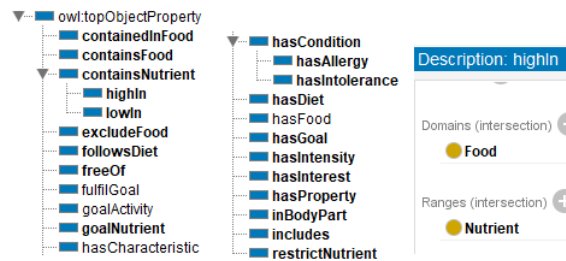 owl:topObjectProperty
containedInFood
containsFood
containsNutrient
highIn
lowIn
excludeFood
followsDiet
freeOf
fulfilGoal
goalActivity
goalNutrient
hasCharacteristic
hasCondition
hasAllergy
hasIntolerance
hasDiet
hasFood
hasGoal
hasIntensity
hasInterest
hasProperty
inBodyPart
includes
restrictNutrient
Description: highIn
Domains (intersection)
Food
Ranges (intersection)
Nutrient